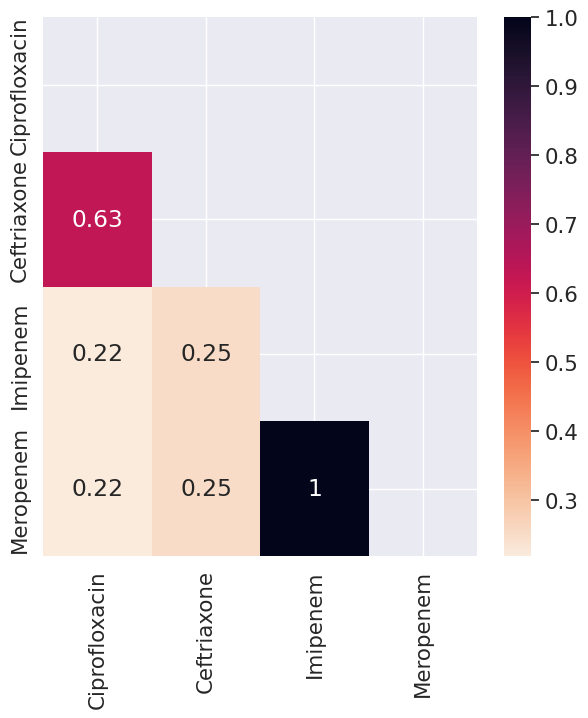 Ciprofloxacin
Ceftriaxone
Imipenem
Meropenem
0.63
0.22 0.25
0.22 0.25 1
Ciprofloxacin
Ceftriaxone
Imipenem
Meropenem
1.0
0.9
0.8
0.7
0.6
0.5
0.4
0.3